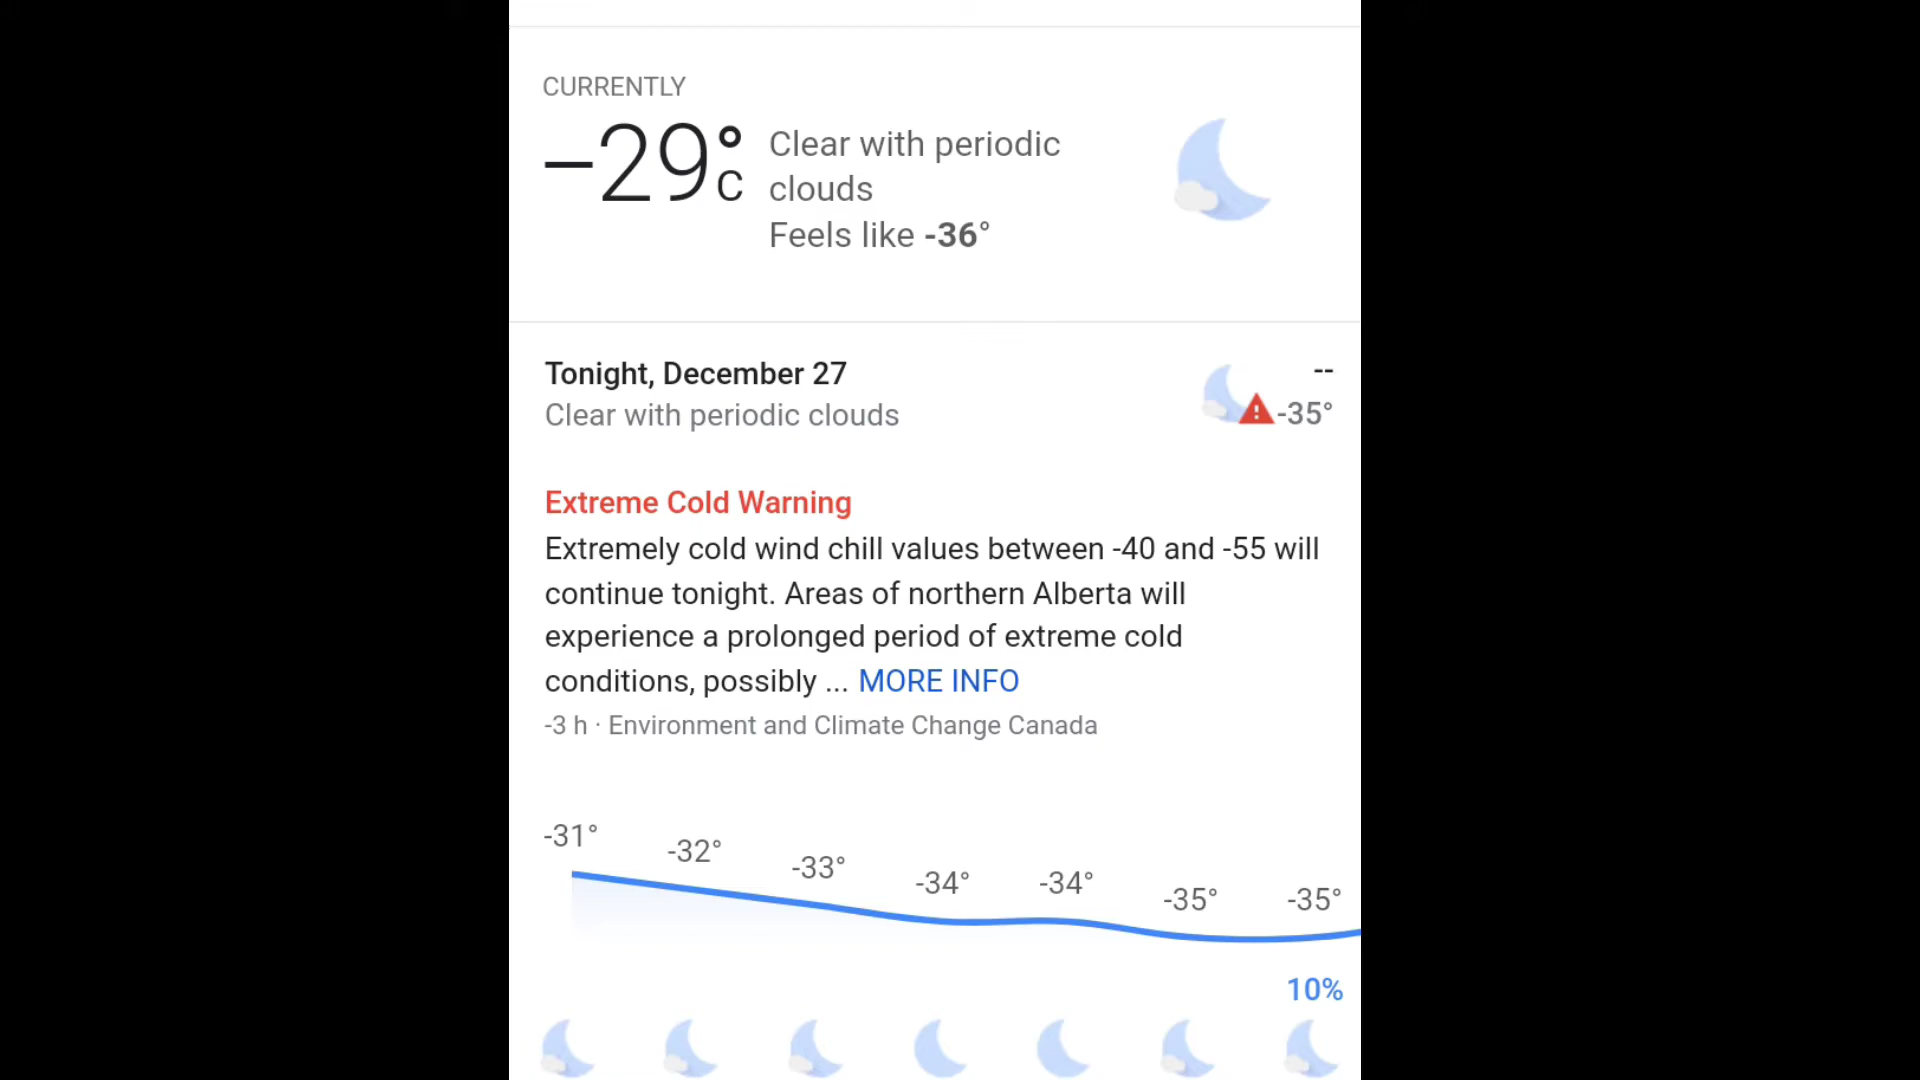 CURRENTLY
−29°C
Clear with periodic
clouds
Feels like -36°
Tonight, December 27
--
Clear with periodic clouds
-35°
Extreme Cold Warning
Extremely cold wind chill values between -40 and -55 will
continue tonight. Areas of northern Alberta will
experience a prolonged period of extreme cold
conditions, possibly ... MORE INFO
-3 h · Environment and Climate Change Canada
-31° -32° -33° -34° -34° -35° -35°
10%